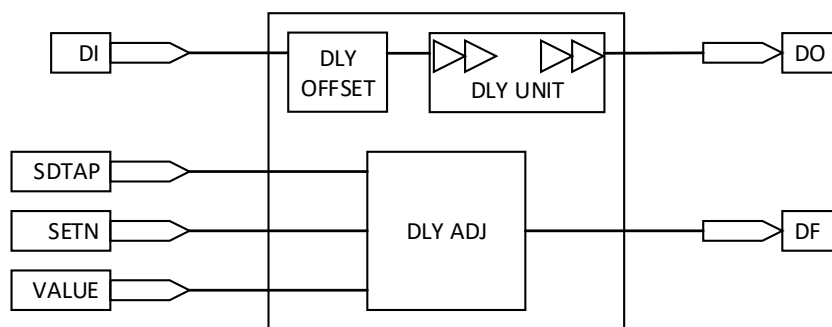 DI
DLY
OFFSET
DLY UNIT
DO
SDTAP
SETN
DLY ADJ
DF
VALUE